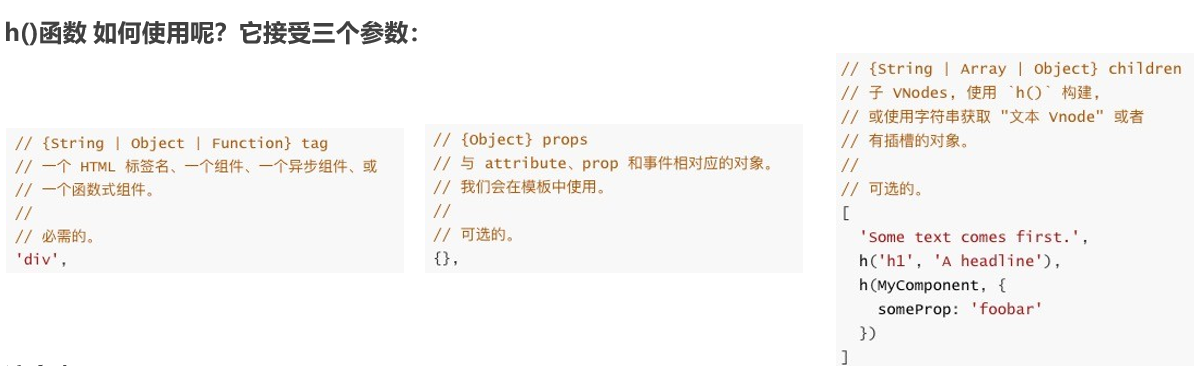 h()函数 如何使用呢？它接受三个参数：
// {String | Object | Function} tag
// 一个 HTML 标签名、一个组件、一个异步组件、或
// 一个函数式组件。
//
// 必需的。
'div',
// {Object} props
// 与 attribute、prop 和事件相对应的对象。
// 我们会在模板中使用。
//
// 可选的。
{},
// {String | Array | Object} children
// 子 VNodes, 使用 `h()` 构建,
// 或使用字符串获取 "文本 Vnode" 或者
// 有插槽的对象。
//
// 可选的。
[
  'Some text comes first.',
  h('h1', 'A headline'),
  h(MyComponent, {
    someProp: 'foobar'
  })
]